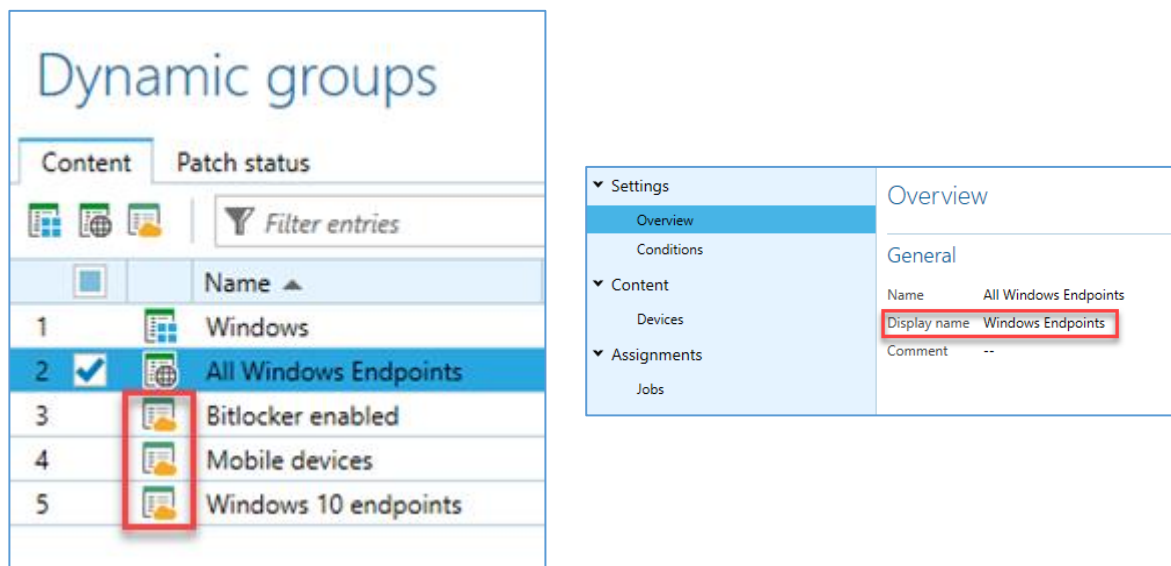 Dynamic groups
Content Patch status
Filter entries
Name
1 Windows
2 All Windows Endpoints
3 Bitlocker enabled
4 Mobile devices
5 Windows 10 endpoints
Settings
Overview
Conditions
Content
Devices
Assignments
Jobs
Overview
General
Name All Windows Endpoints
Display name Windows Endpoints
Comment --